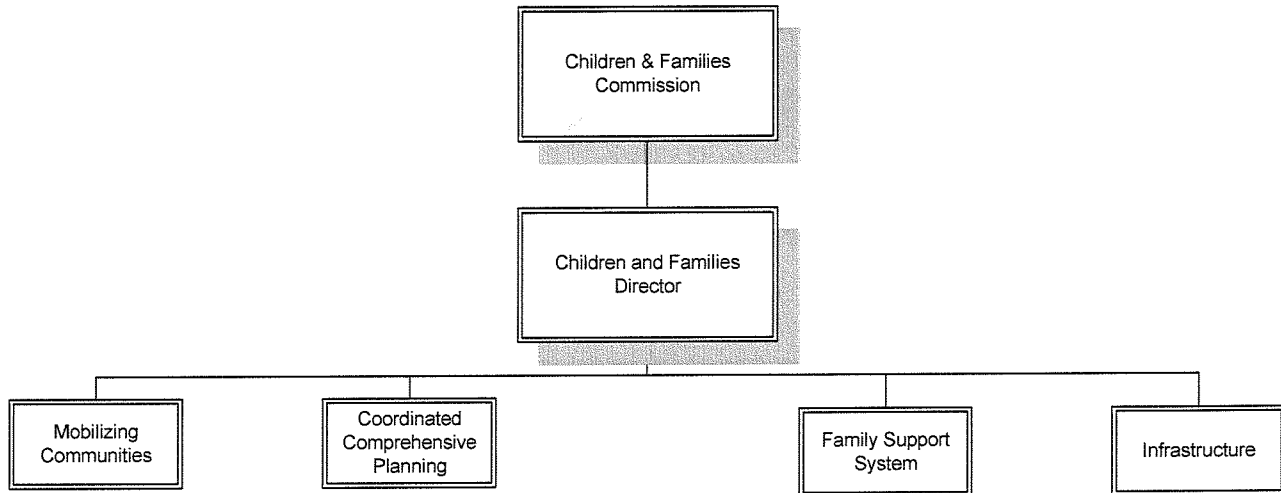 Children & Families
Commission
Children and Families
Director
Mobilizing
Communities
Coordinated
Comprehensive
Planning
Family Support
System
Infrastructure